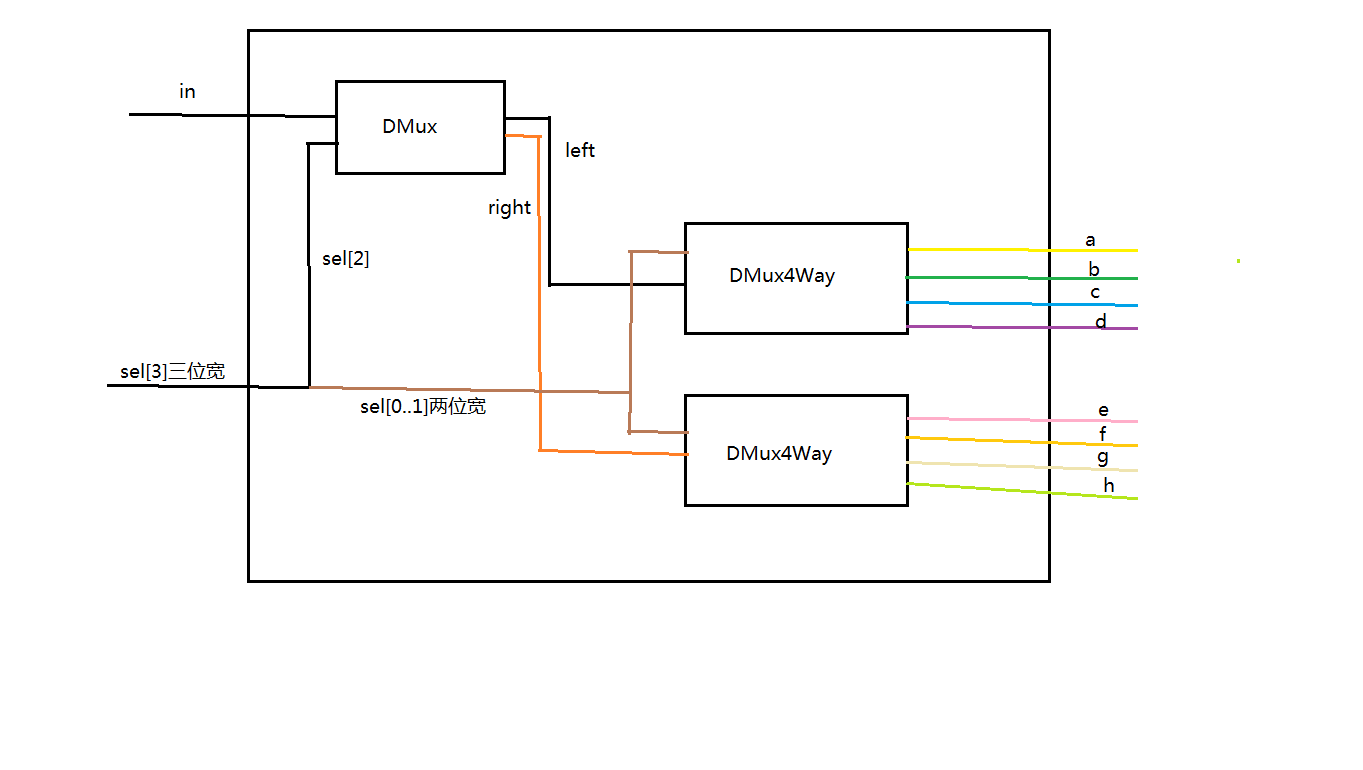 in
DMux
left
right
sel[2]
DMux4Way
a
b
c
d
sel[3]三位宽
sel[0..1]两位宽
DMux4Way
e
f
g
h